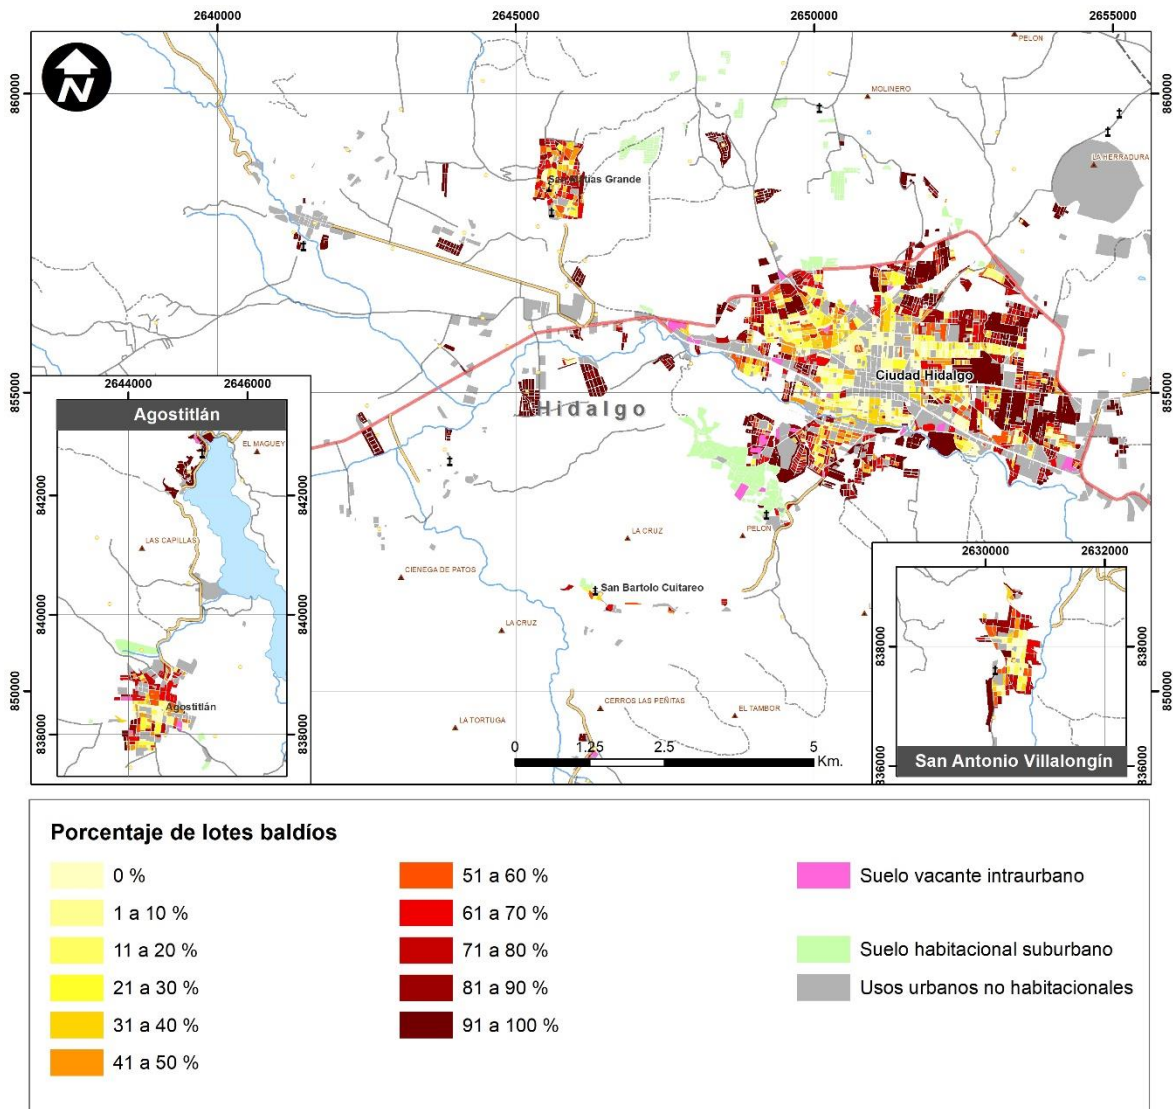 2640000
2645000
2650000
2655000
860000
860000
N
PELON
MOLINERO
LA HERRADURA
Grande
855000
855000
Ciudad Hidalgo
Hidalgo
2644000
2646000
Agostitlán
EL MAGUEY
842000
842000
LAS CAPILLAS
CIENEGA DE PATOS
LA CRUZ
PELON
San Bartolo Cuitareo
LA CRUZ
840000
840000
850000
850000
Agostitlán
838000
838000
CERROS LAS PEÑITAS
EL TAMBOR
LA TORTUGA
0
1.25
2.5
5
Km.
2630000
2632000
838000
838000
836000
836000
San Antonio Villalongín
Porcentaje de lotes baldíos
0 %
1 a 10 %
11 a 20 %
21 a 30 %
31 a 40 %
41 a 50 %
51 a 60 %
61 a 70 %
71 a 80 %
81 a 90 %
91 a 100 %
Suelo vacante intraurbano
Suelo habitacional suburbano
Usos urbanos no habitacionales